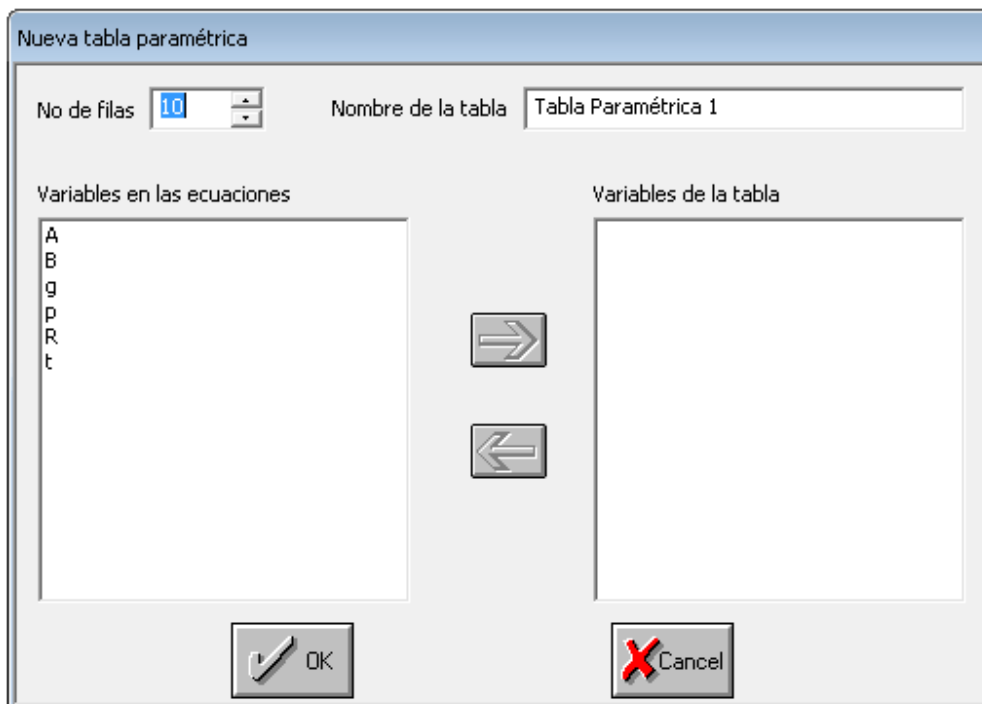 Nueva tabla paramétrica
No de filas 10 Nombre de la tabla Tabla Paramétrica 1
Variables en las ecuaciones Variables de la tabla
A
B
g
p
R
t
OK Cancel